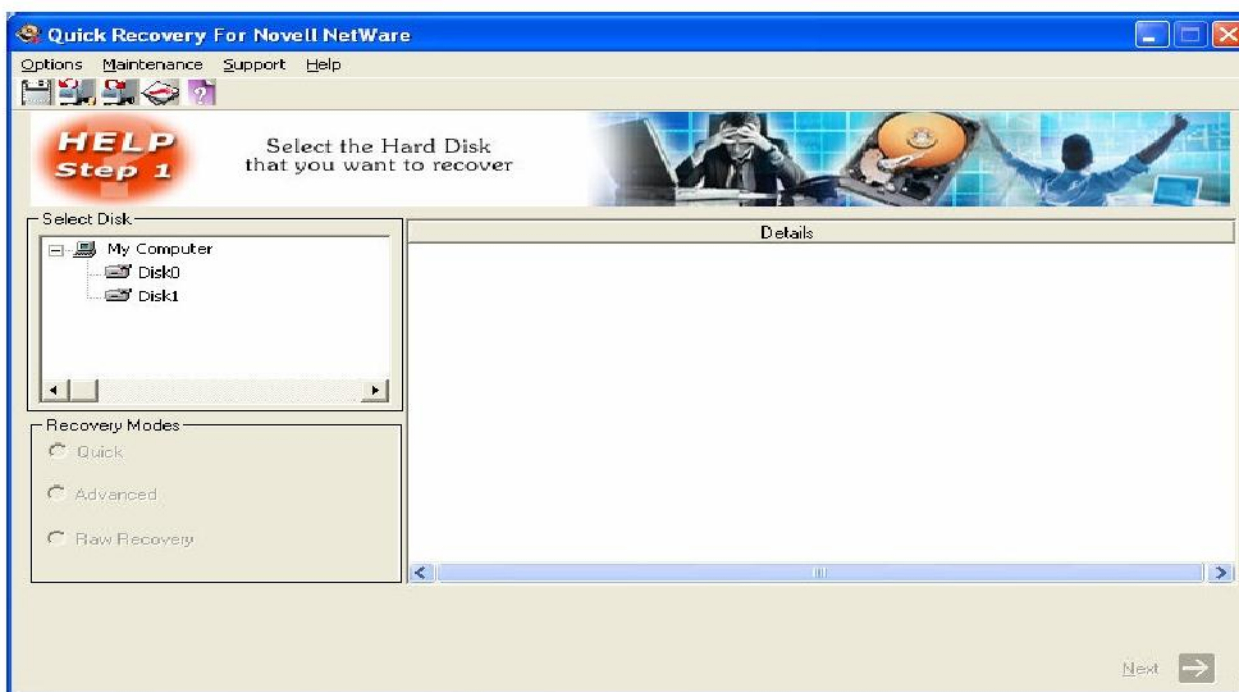 Quick Recovery For Novell NetWare
Options Maintenance Support Help
HELP
Step 1
Select the Hard Disk
that you want to recover
Select Disk
My Computer
Disk0
Disk1
Details
Recovery Modes
Quick
Advanced
Raw Recovery
Next